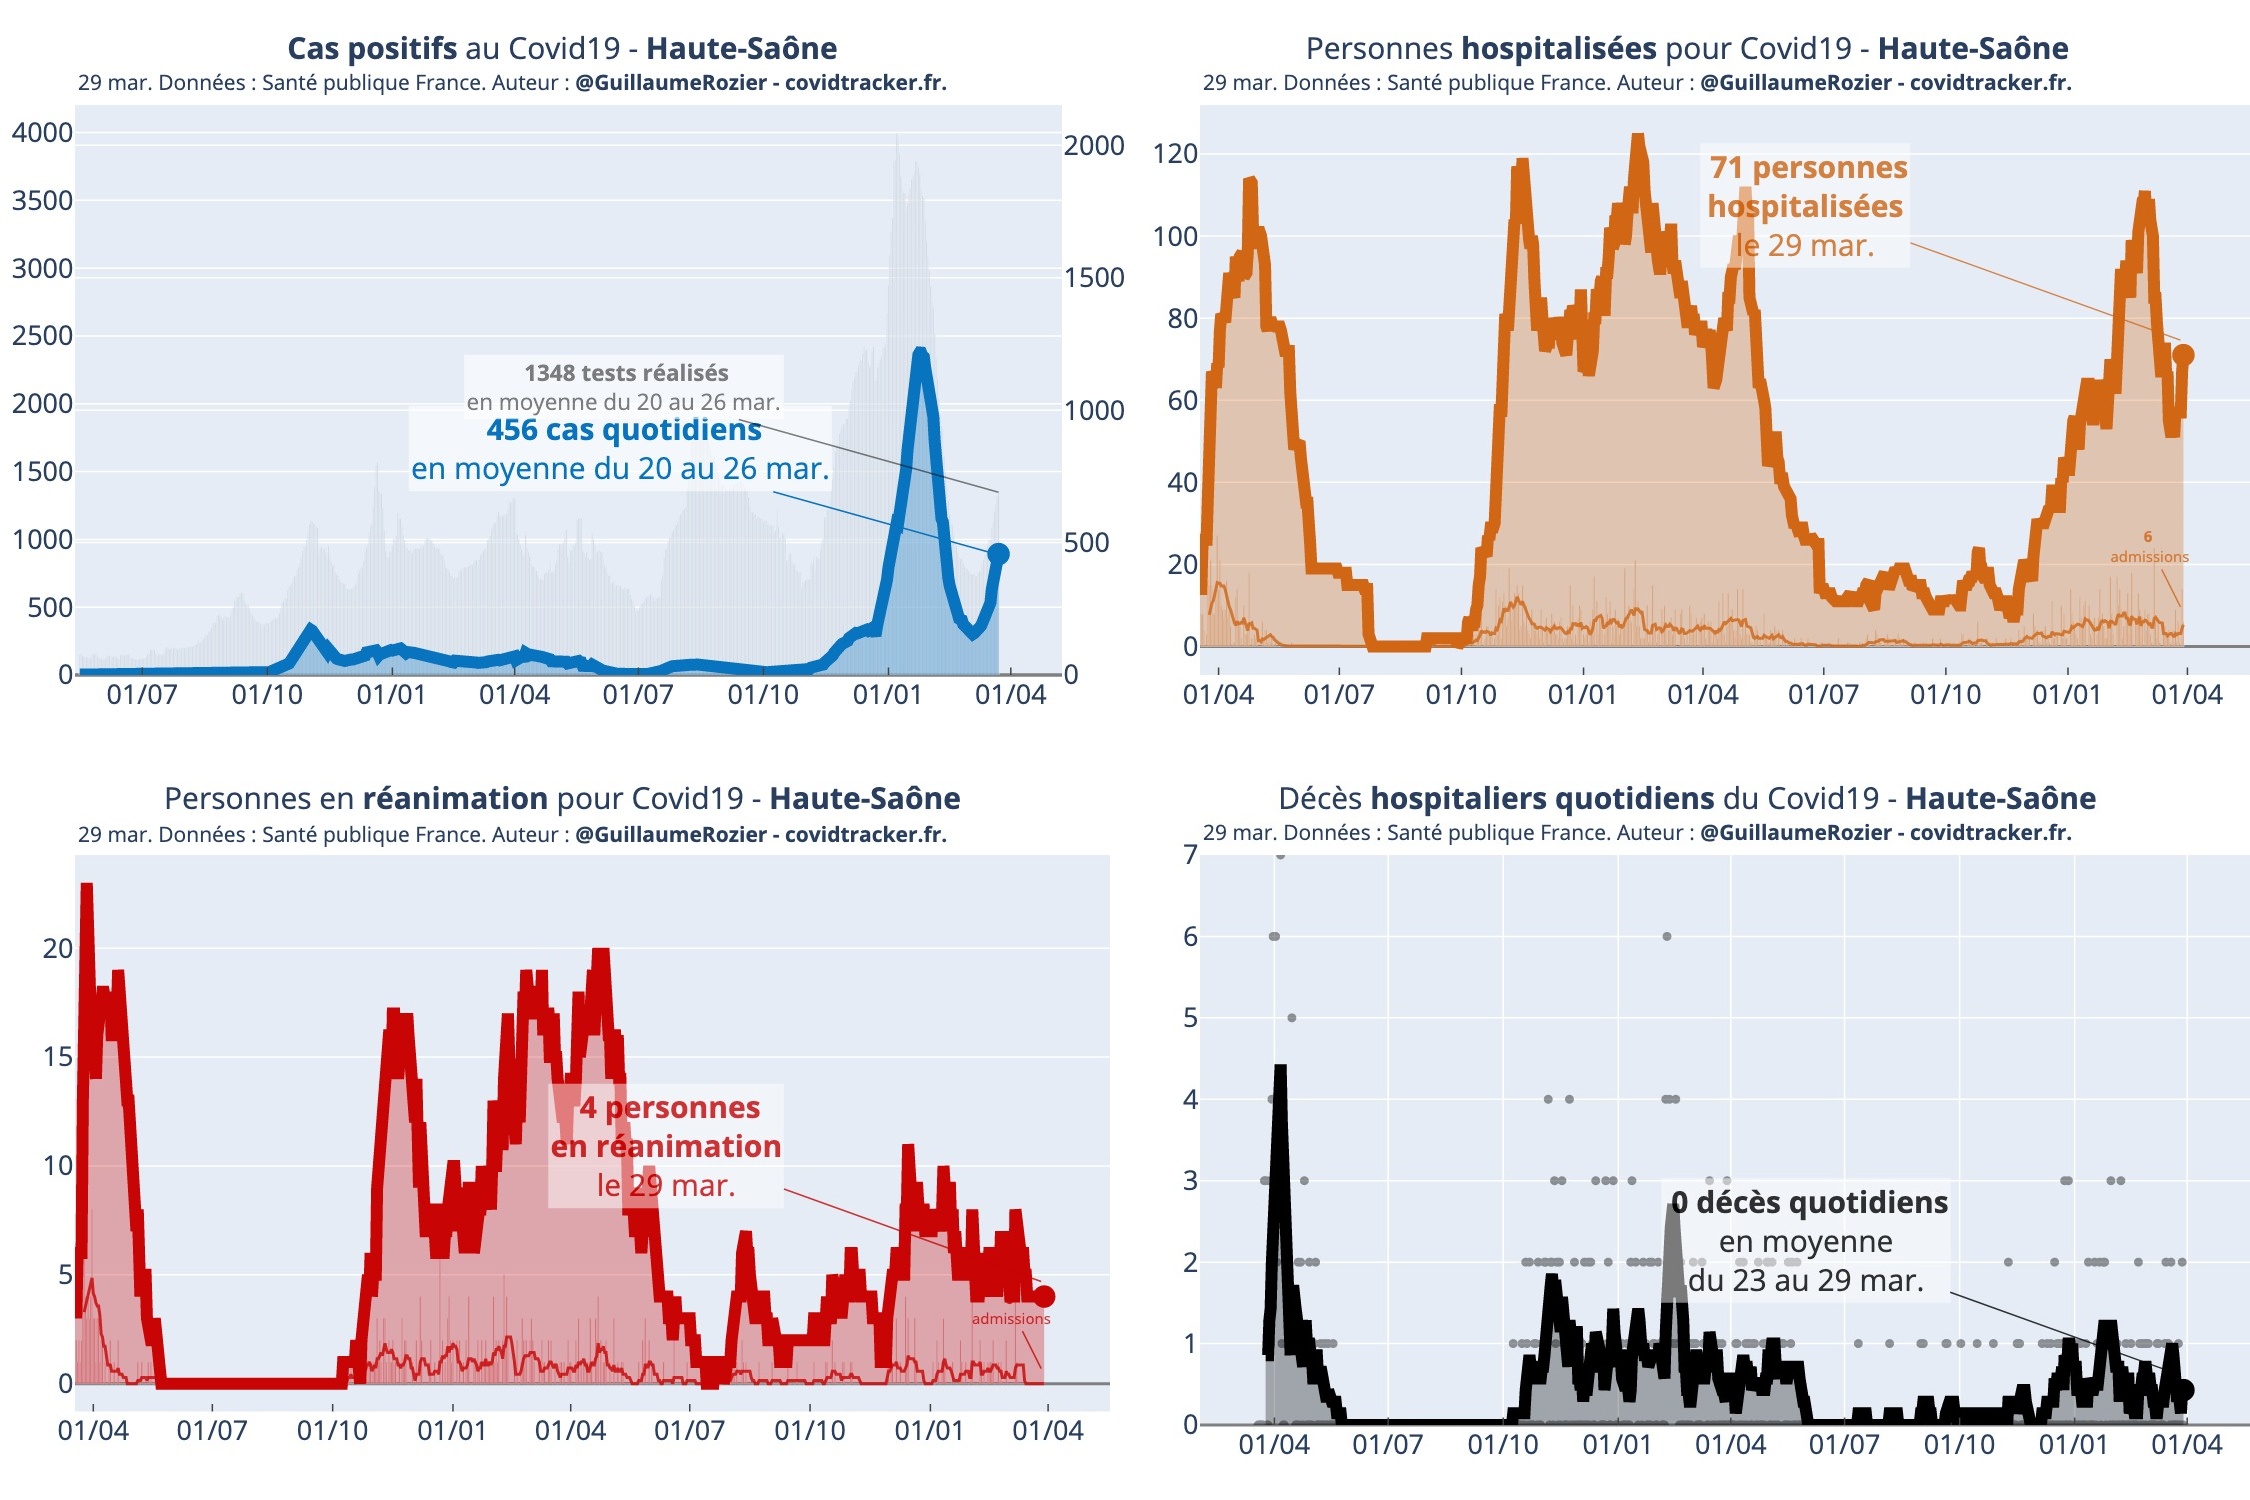 Cas positifs au Covid19 - Haute-Saône
29 mar. Données : Santé publique France. Auteur : @GuillaumeRozier - covidtracker.fr.
4000
3500
3000
2500
2000
1500
1000
500
0
2000
1500
1000
500
0
1348 tests réalisés
en moyenne du 20 au 26 mar.
456 cas quotidiens
en moyenne du 20 au 26 mar.
01/07 01/10 01/01 01/04 01/07 01/10 01/01 01/04
Personnes hospitalisées pour Covid19 - Haute-Saône
29 mar. Données : Santé publique France. Auteur : @GuillaumeRozier - covidtracker.fr.
120
100
80
60
40
20
0
71 personnes
hospitalisées
le 29 mar.
6
admissions
01/04 01/07 01/10 01/01 01/04 01/07 01/10 01/01 01/04
Personnes en réanimation pour Covid19 - Haute-Saône
29 mar. Données : Santé publique France. Auteur : @GuillaumeRozier - covidtracker.fr.
20
15
10
5
0
4 personnes
en réanimation
le 29 mar.
admissions
01/04 01/07 01/10 01/01 01/04 01/07 01/10 01/01 01/04
Décès hospitaliers quotidiens du Covid19 - Haute-Saône
29 mar. Données : Santé publique France. Auteur : @GuillaumeRozier - covidtracker.fr.
7
6
5
4
3
2
1
0
0 décès quotidiens
en moyenne
du 23 au 29 mar.
01/04 01/07 01/10 01/01 01/04 01/07 01/10 01/01 01/04